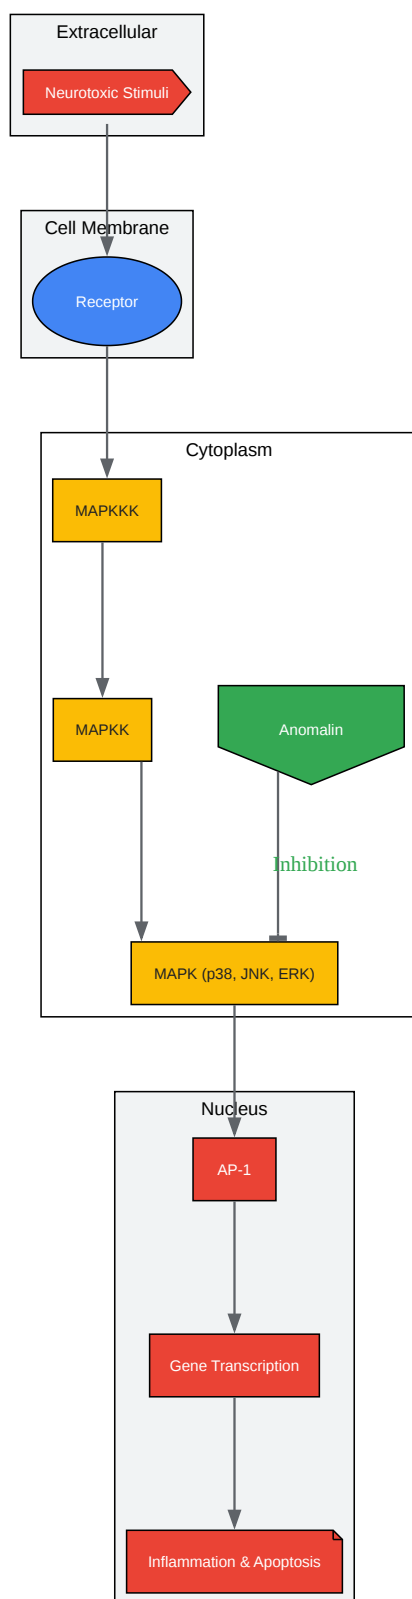 Extracellular
Neurotoxic Stimuli
Cell Membrane
Receptor
Cytoplasm
MAPKKK
MAPKK
Anomalin
Inhibition
MAPK (p38, JNK, ERK)
Nucleus
AP-1
Gene Transcription
Inflammation & Apoptosis